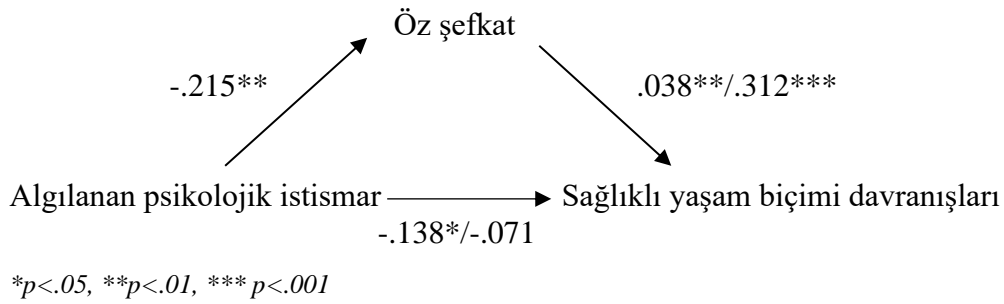 Öz şefkat
-.215**
.038**/.312***
Algılanan psikolojik istismar
Sağlıklı yaşam biçimi davranışları
-.138*/-.071
*p<.05, **p<.01, *** p<.001